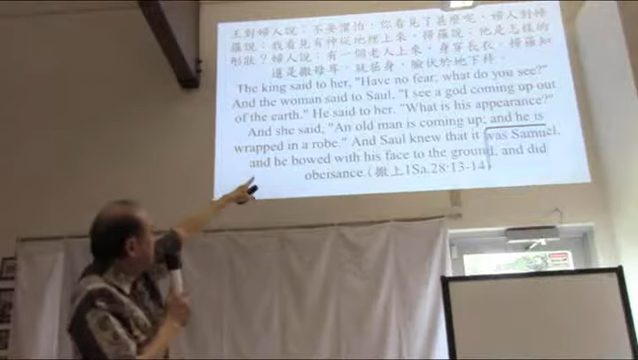 王對婦人說：不要懼怕，你看見了甚麼呢。婦人對掃
羅說：我看見有神從地裡上來。掃羅說：他是怎樣的
形狀？婦人說：有一個老人上來，身穿長衣。掃羅知
道是撒母耳，就屈身，臉伏於地下拜。
The king said to her, "Have no fear, what do you see?"
And the woman said to Saul. "I see a god coming up out
of the earth." He said to her. "What is his appearance?"
And she said, "An old man is coming up; and he is
wrapped in a robe." And Saul knew that it was Samuel.
and he bowed with his face to the ground, and did
obeisance.(撒上1Sa.28:13-14)